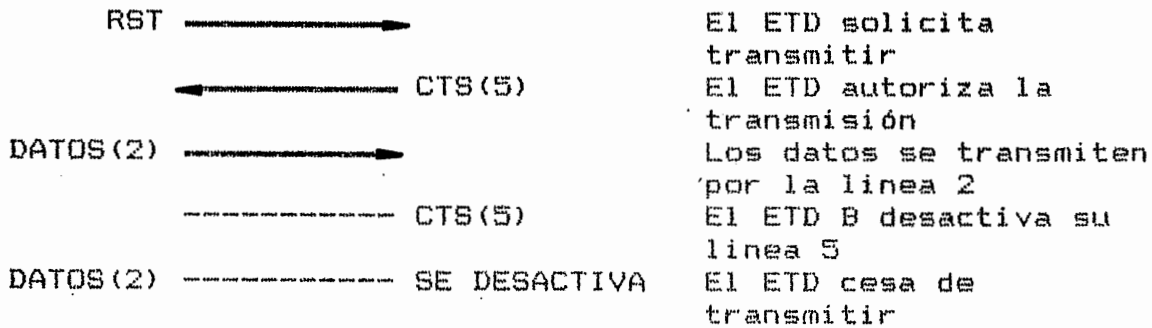 RST El ETD solicita
transmitir
CTS(5) El ETD autoriza la
transmisión
DATOS(2) Los datos se transmiten
por la linea 2
CTS(5) El ETD B desactiva su
linea 5
DATOS(2) SE DESACTIVA El ETD cesa de
transmitir